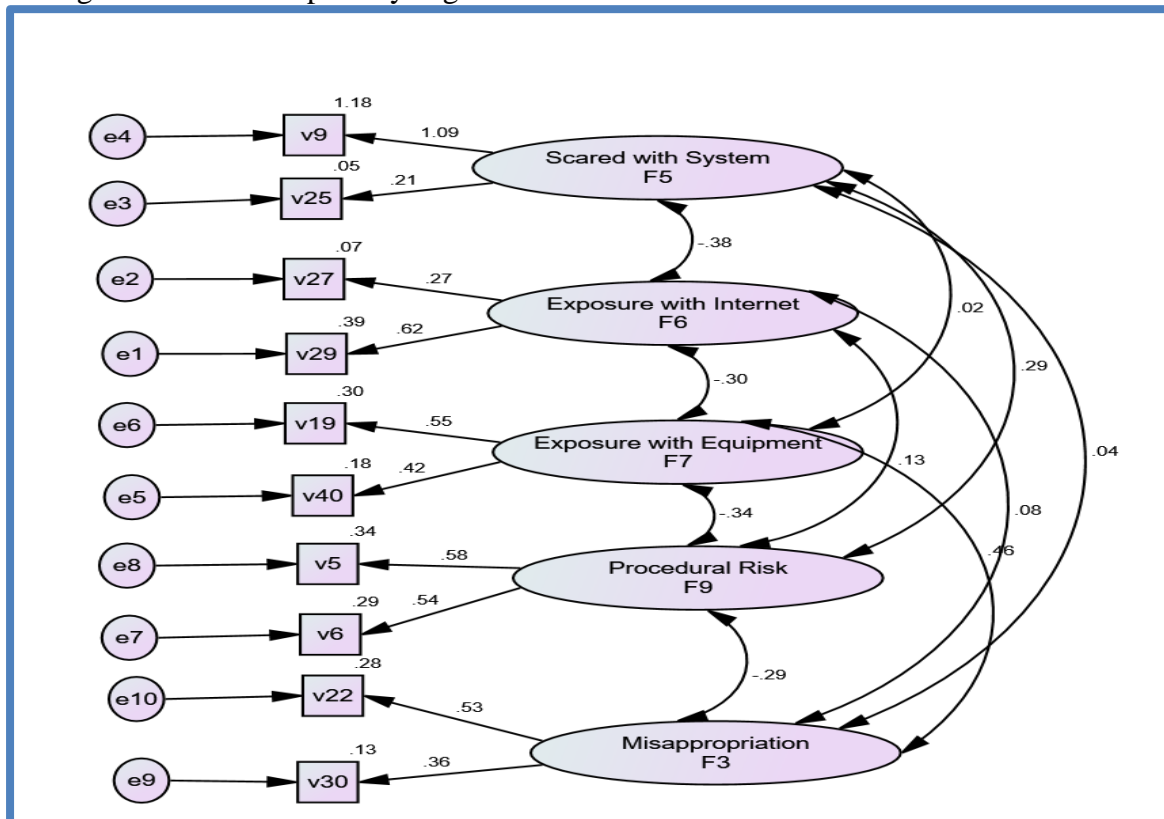 1.18
e4
v9
1.09
Scared with System
F5
.05
e3
v25
.21
-.38
.07
e2
v27
.27
Exposure with Internet
F6
.02
.39
e1
v29
.62
-.30
.29
.30
e6
v19
.55
Exposure with Equipment
F7
.04
.13
.18
e5
v40
.42
-.34
.08
.34
e8
v5
.58
Procedural Risk
F9
.46
.29
e7
v6
.54
.28
e10
v22
.53
-.29
Misappropriation
F3
.13
e9
v30
.36